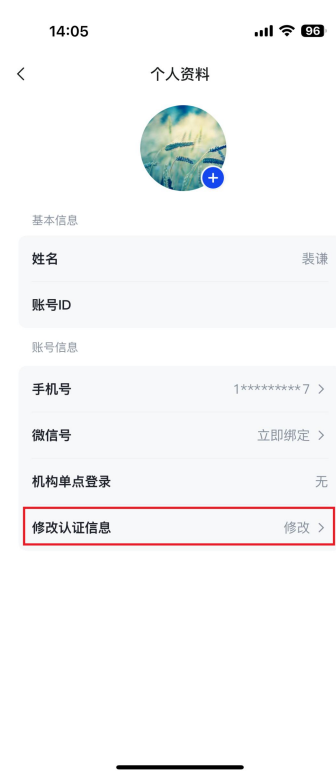 14:05 96
个人资料
基本信息
姓名 裴谦
账号ID
账号信息
手机号 1*********7
微信号 立即绑定
机构单点登录 无
修改认证信息 修改